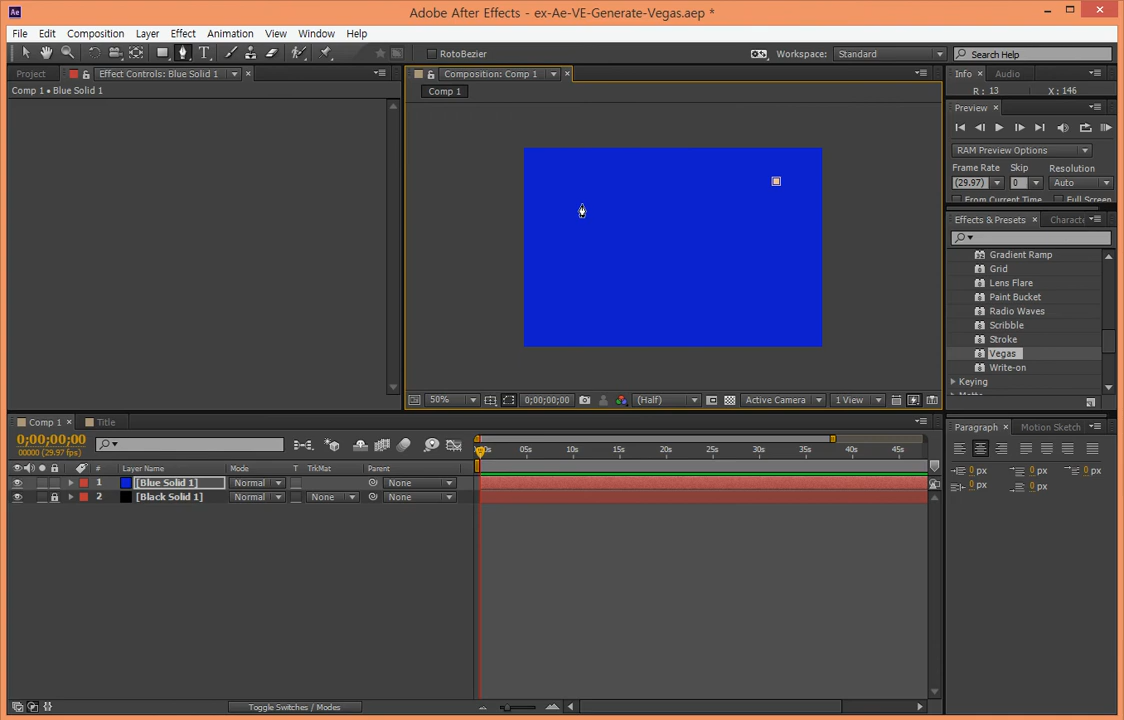 Ae
Adobe After Effects - ex-Ae-VE-Generate-Vegas.aep *
File Edit Composition Layer Effect Animation View Window Help
RotoBezier
Workspace: Standard
Search Help
Project
Effect Controls: Blue Solid 1
Composition: Comp 1
Info
Audio
Comp 1 • Blue Solid 1
Comp 1
R : 13
X : 146
Preview
RAM Preview Options
Frame Rate Skip Resolution
(29.97) 0 Auto
From Current Time Full Screen
Effects & Presets
Gradient Ramp
Grid
Lens Flare
Paint Bucket
Radio Waves
Scribble
Stroke
Vegas
Write-on
Keying
50%
0;00;00;00
(Half)
Active Camera
1 View
Comp 1
Title
0;00;00;00
00000 (29.97 fps)
Paragraph
Motion Sketch
05s 10s 15s 20s 25s 30s 35s 40s 45s
# Layer Name Mode T TrkMat Parent
1 [Blue Solid 1] Normal None
2 [Black Solid 1] Normal None None
0 px 0 px 0 px
0 px 0 px
Toggle Switches / Modes